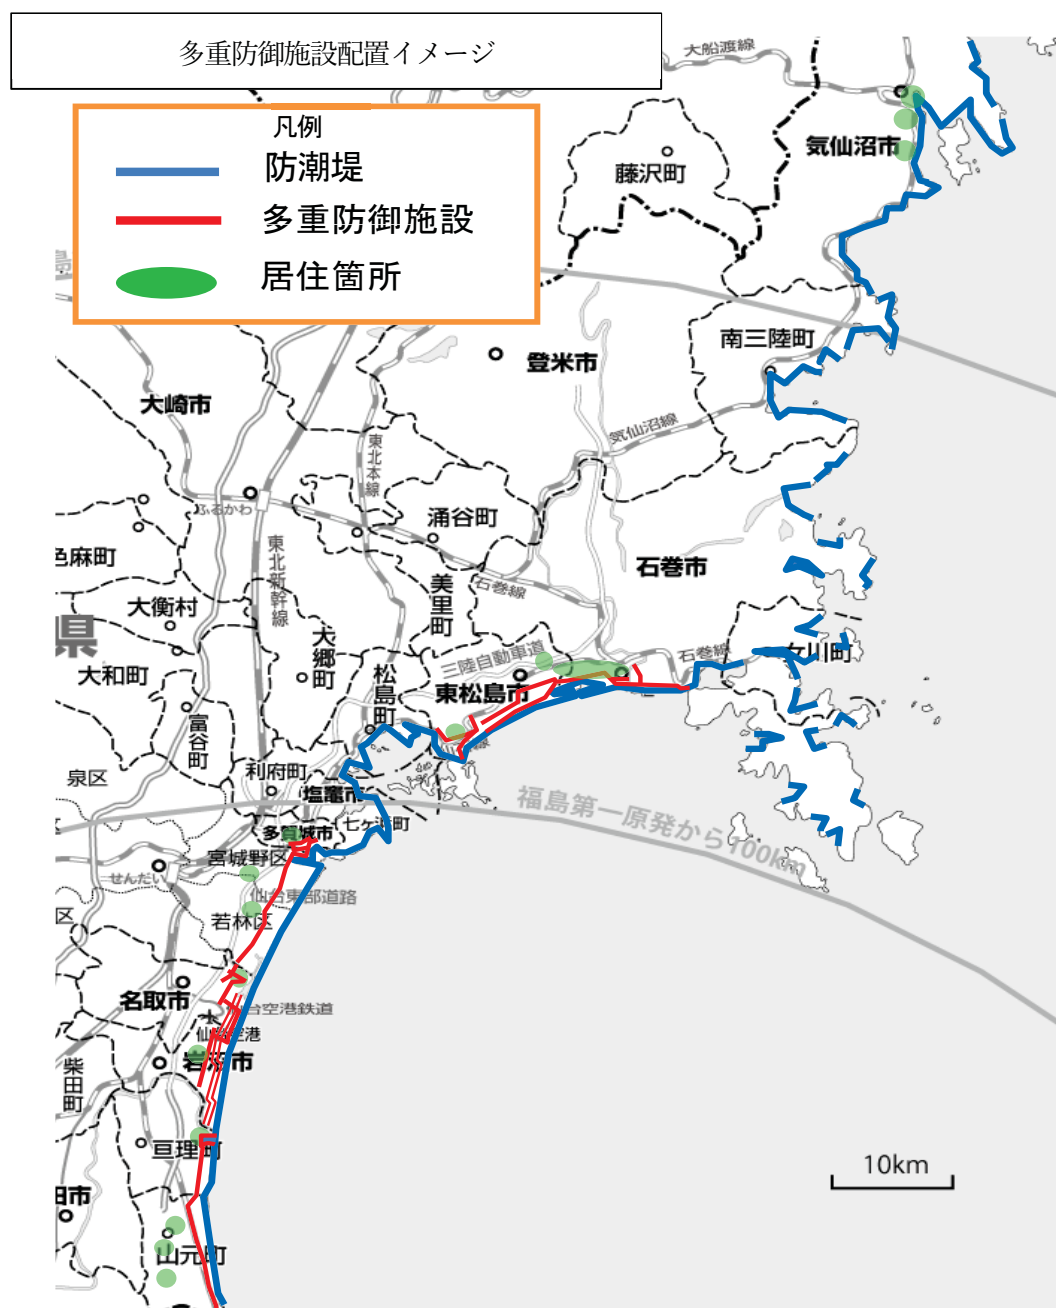 多重防御施設配置イメージ
凡例
防潮堤
多重防御施設
居住箇所
大船渡線
気仙沼市
藤沢町
島
南三陸町
登米市
大崎市
気仙沼線
東北本線
ふるかわ
涌谷町
色麻町
東北新幹線
石巻市
石巻線
美里町
大衡村
県
大郷町
三陸自動車道
石巻線
女川町
大和町
松島町
東松島市
富谷町
利府町
泉区
塩竈市
福島第一原発から100km
七ヶ浜町
多賀城市
宮城野区
せんだい
仙台東部道路
区
若林区
名取市
仙台空港鉄道
仙台空港
岩沼市
柴田町
亘理町
10km
田市
山元町